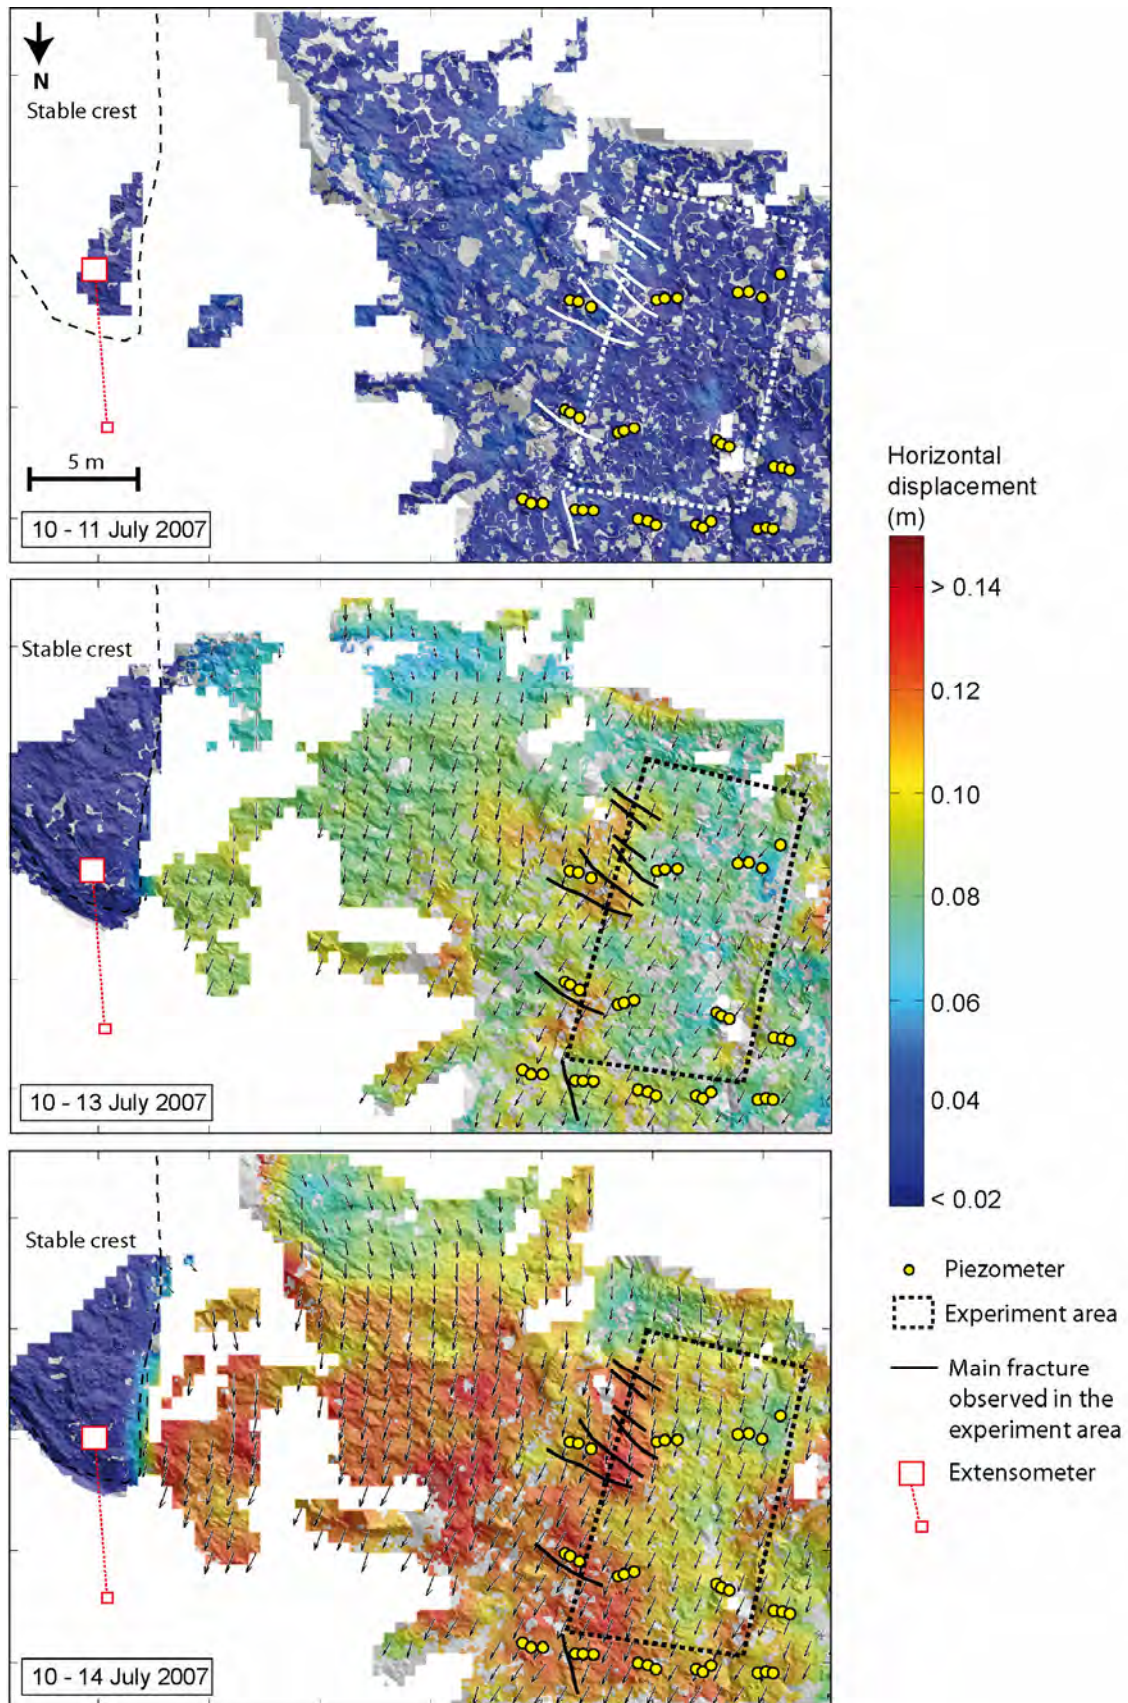 N
Stable crest
5 m
10 - 11 July 2007
Stable crest
10 - 13 July 2007
Stable crest
10 - 14 July 2007
Horizontal
displacement
(m)
> 0.14
0.12
0.10
0.08
0.06
0.04
< 0.02
Piezometer
Experiment area
Main fracture
observed in the
experiment area
Extensometer